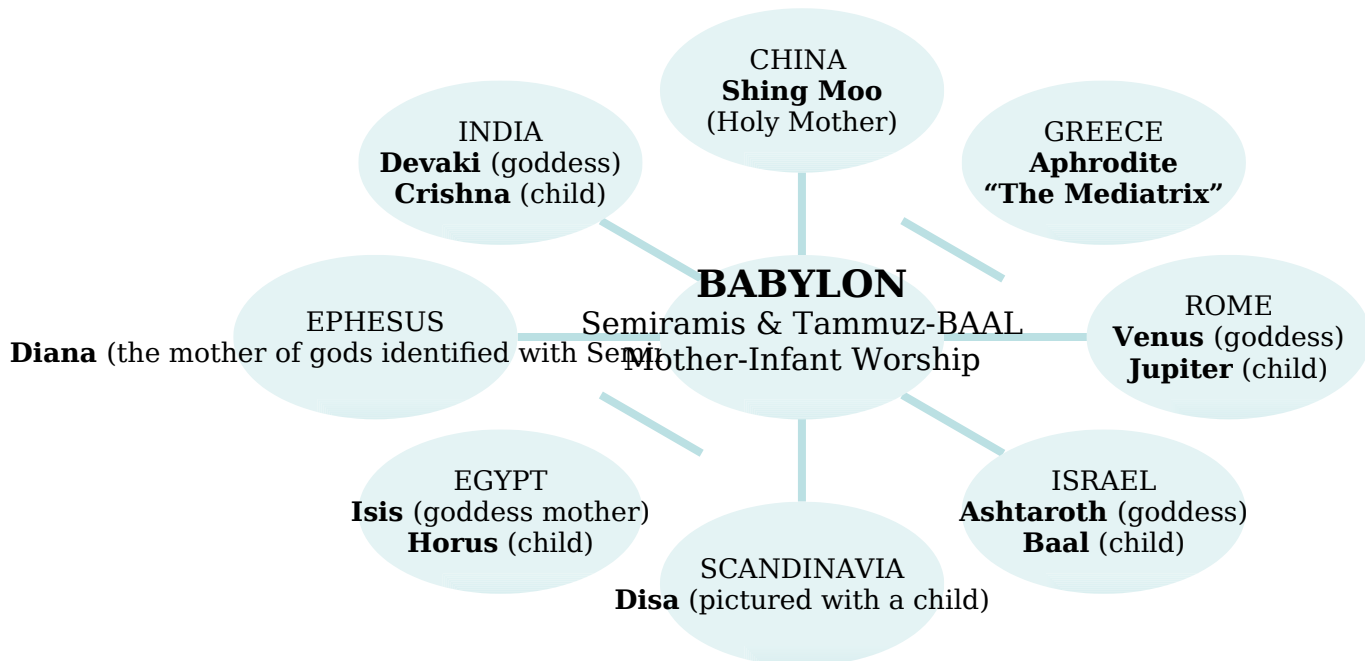 CHINA
Shing Moo
(Holy Mother)
INDIA
Devaki (goddess)
Crishna (child)
GREECE
Aphrodite
“The Mediatrix”
EPHESUS
Diana (the mother of gods identified with
BABYLON
Semiramis & Tammuz-BAAL
Mother-Infant Worship
ROME
Venus (goddess)
Jupiter (child)
EGYPT
Isis (goddess mother)
Horus (child)
SCANDINAVIA
Disa (pictured with a child)
ISRAEL
Ashtaroth (goddess)
Baal (child)